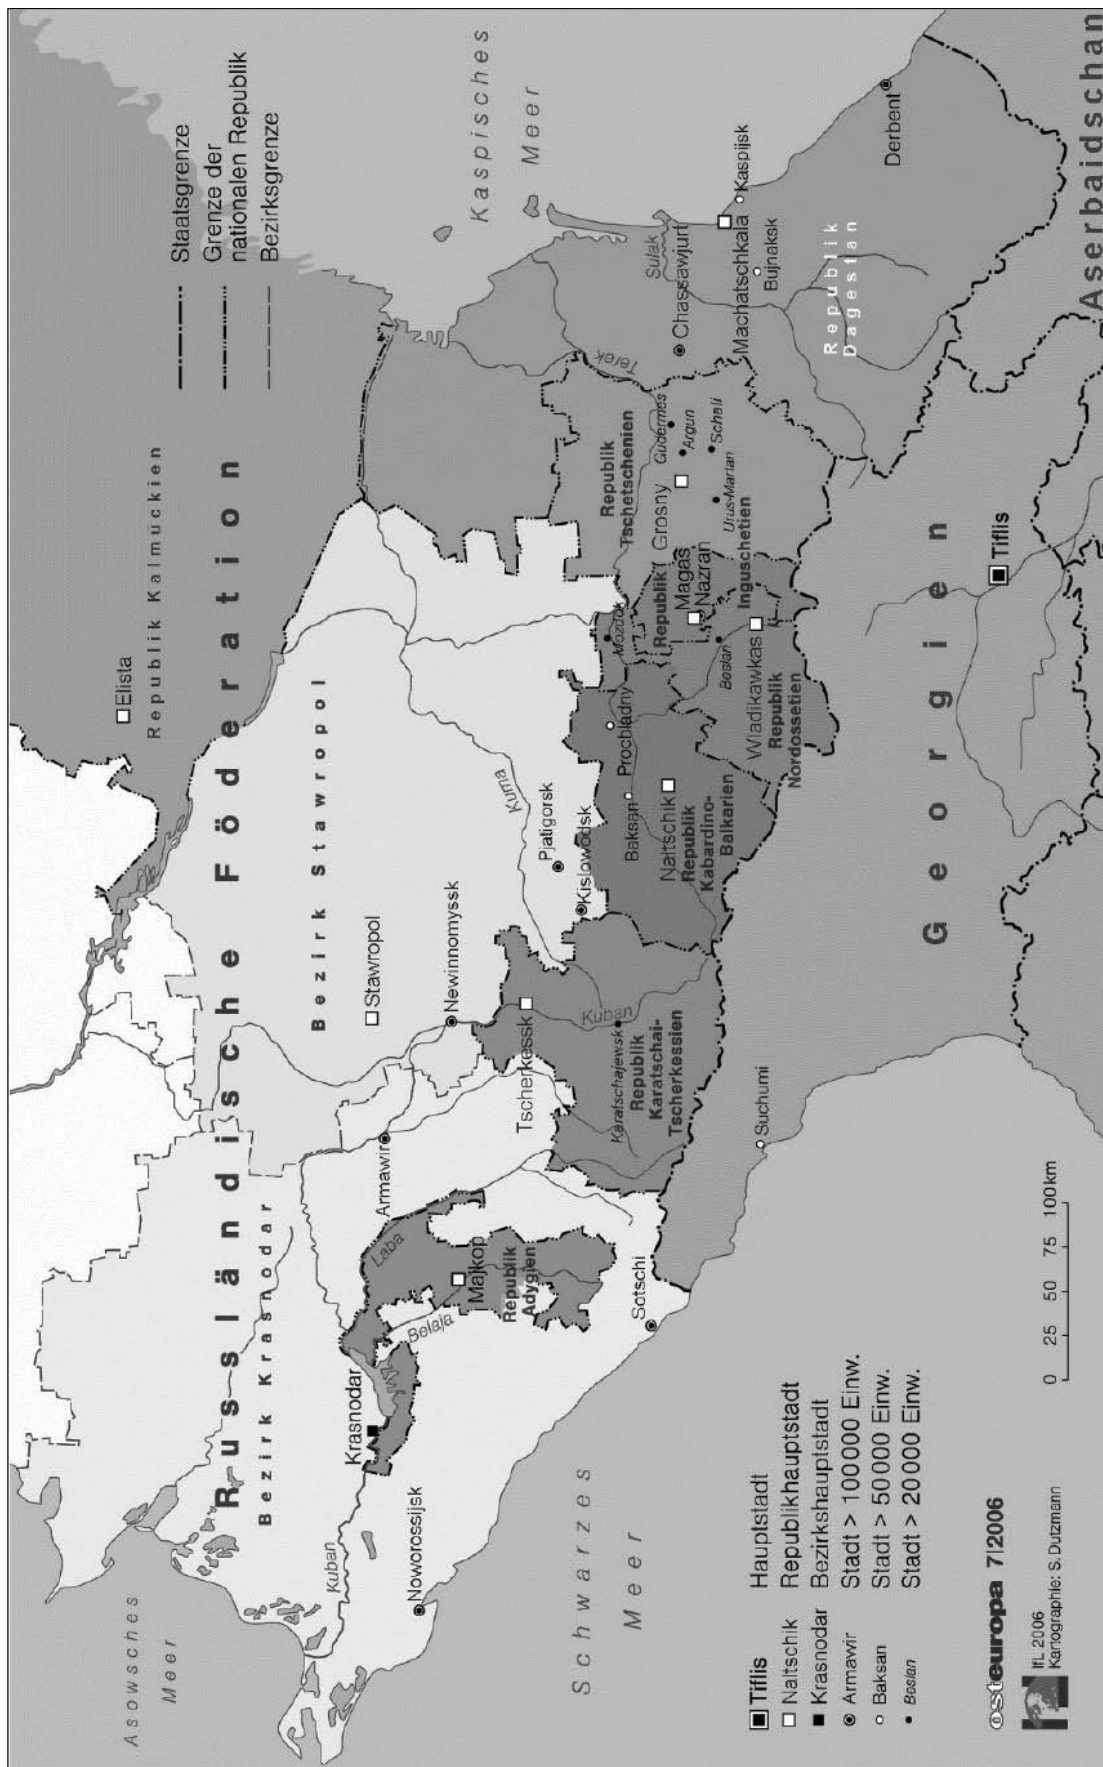 Asowsches
Meer
Russländische Föderation
Bezirk Krasnodar
Bezirk Stawropol
Republik Kalmückien
Elista
Staatsgrenze
Grenze der
nationalen Republik
Bezirksgrenze
Kaspisches
Meer
Kuban
Noworossijsk
Krasnodar
Laba
Belaja
Majkop
Republik
Adygien
Armawir
Sotschi
Stawropol
Newinnomyssk
Tscherkessk
Kuban
Karatschajewsk
Republik
Karatschai-
Tscherkessien
Kuma
Pjatigorsk
Kislowodsk
Baksan
Prochladny
Naltschik
Republik
Kabardino-
Balkarien
Mozdok
Beslan
Wladikawkas
Republik
Nordossetien
Republik
Inguschetien
Magas
Nazran
Republik
Tschetschenien
Grosny
Gudermes
Argun
Schali
Urus-Martan
Terek
Sulak
Chassawjurt
Machatschkala
Kaspijsk
Bujnaksk
Republik
Dagestan
Derbent
Schwarzes
Meer
Suchumi
Georgien
Tiflis
Aserbaidschan
Tiflis Hauptstadt
Naltschik Republikhauptstadt
Krasnodar Bezirkshauptstadt
Armawir Stadt > 100000 Einw.
Baksan Stadt > 50000 Einw.
Beslan Stadt > 20000 Einw.
0 25 50 75 100km
osteuropa 7|2006
IfL 2006
Kartographie: S. Dutzmann